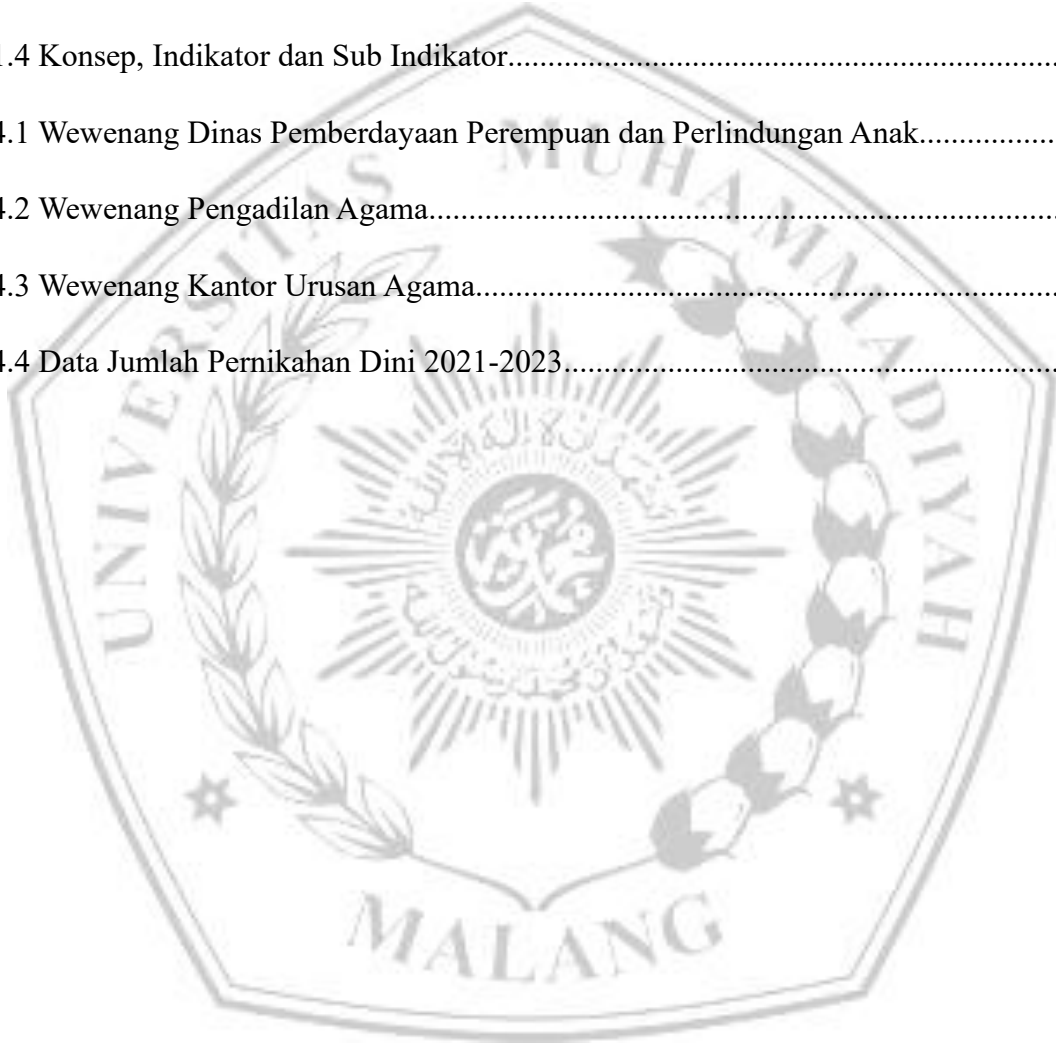 1.4 Konsep, Indikator dan Sub Indikator
4.1 Wewenang Dinas Pemberdayaan Perempuan dan Perlindungan Anak
4.2 Wewenang Pengadilan Agama
4.3 Wewenang Kantor Urusan Agama
4.4 Data Jumlah Pernikahan Dini 2021-2023
UNIVERSITAS MUHAMMADIYAH
MALANG